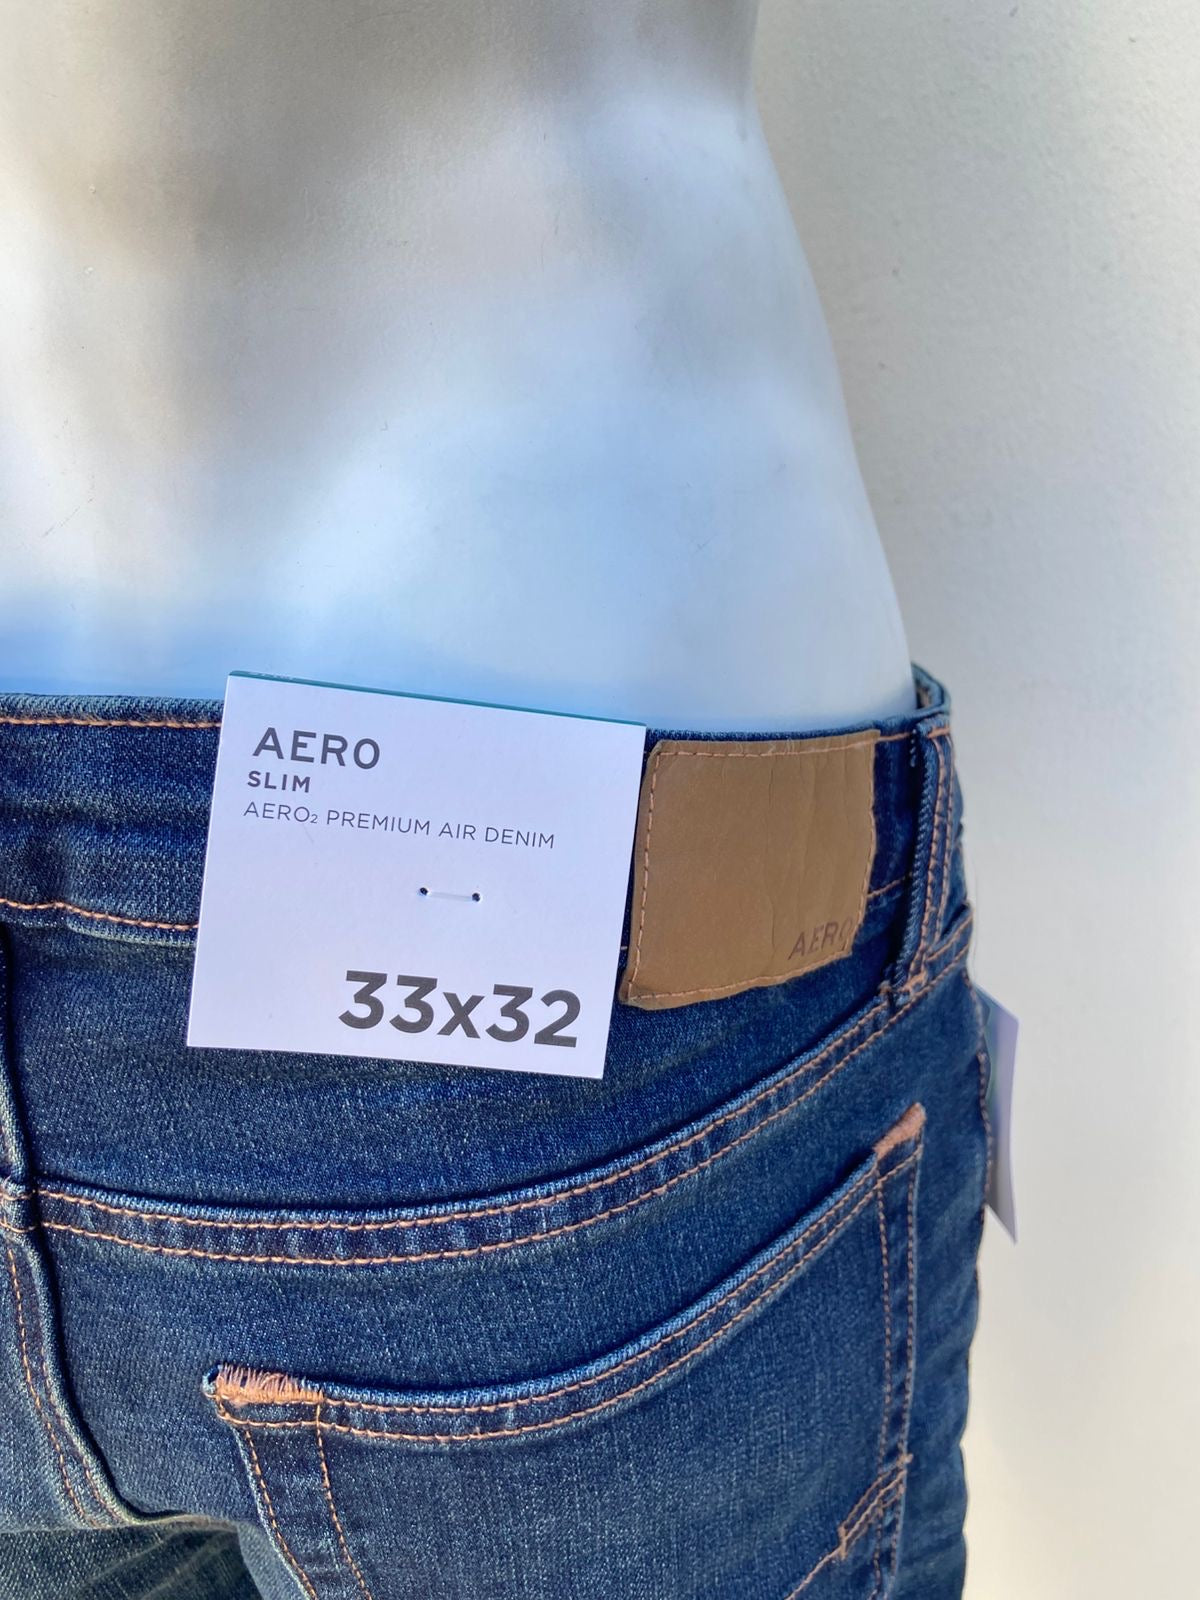 AERO
SLIM
AERO₂ PREMIUM AIR DENIM
33x32
AERO